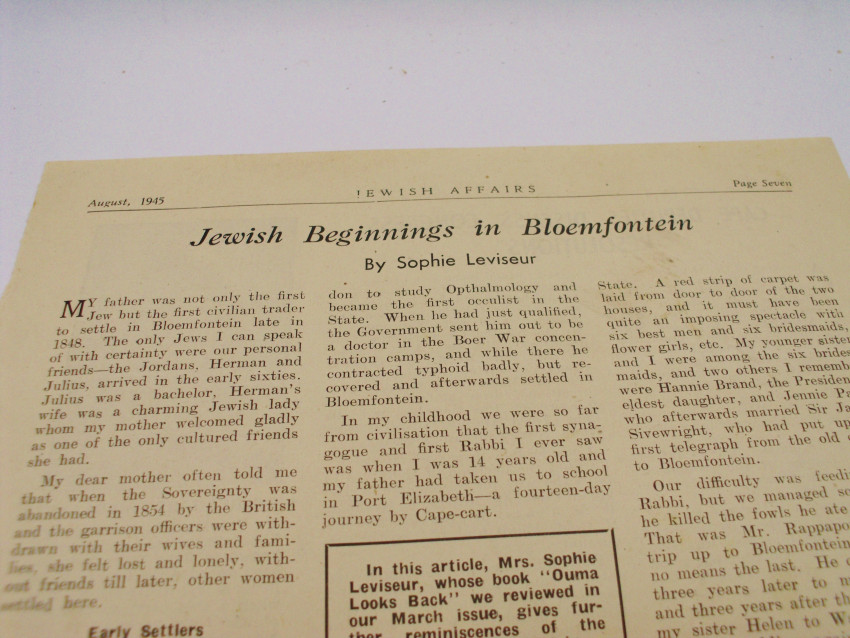 August, 1945
JEWISH AFFAIRS
Page Seven
Jewish Beginnings in Bloemfontein
By Sophie Leviseur
MY father was not only the first
Jew but the first civilian trader
to settle in Bloemfontein late in
1848. The only Jews I can speak
of with certainty were our personal
friends—the Jordans, Herman and
Julius, arrived in the early sixties.
Julius was a bachelor, Herman's
wife was a charming Jewish lady
whom my mother welcomed gladly
as one of the only cultured friends
she had.
My dear mother often told me
that when the Sovereignty was
abandoned in 1854 by the British
and the garrison officers were with-
drawn with their wives and fami-
lies, she felt lost and lonely, with-
out friends till later, other women
settled here.
Early Settlers
don to study Opthalmology and
became the first occulist in the
State. When he had just qualified,
the Government sent him out to be
a doctor in the Boer War concen-
tration camps, and while there he
contracted typhoid badly, but re-
covered and afterwards settled in
Bloemfontein.
In my childhood we were so far
from civilisation that the first syna-
gogue and first Rabbi I ever saw
was when I was 14 years old and
my father had taken us to school
in Port Elizabeth—a fourteen-day
journey by Cape-cart.
In this article, Mrs. Sophie
Leviseur, whose book "Ouma
Looks Back" we reviewed in
our March issue, gives fur-
ther reminiscences of the
State. A red strip of carpet was
laid from door to door of the two
houses, and it must have been
quite an imposing spectacle with
six best men and six bridesmaids,
flower girls, etc. My younger sister
and I were among the six brides
maids, and two others I rememb
were Hannie Brand, the Presiden
eldest daughter, and Jennie Pa
who afterwards married Sir Ja
Sivewright, who had put up
first telegraph from the old
to Bloemfontein.
Our difficulty was feedi
Rabbi, but we managed so
he killed the fowls he ate
That was Mr. Rappapo
trip up to Bloemfontein
no means the last. He
three years later to m
and three years after th
my sister Helen to W